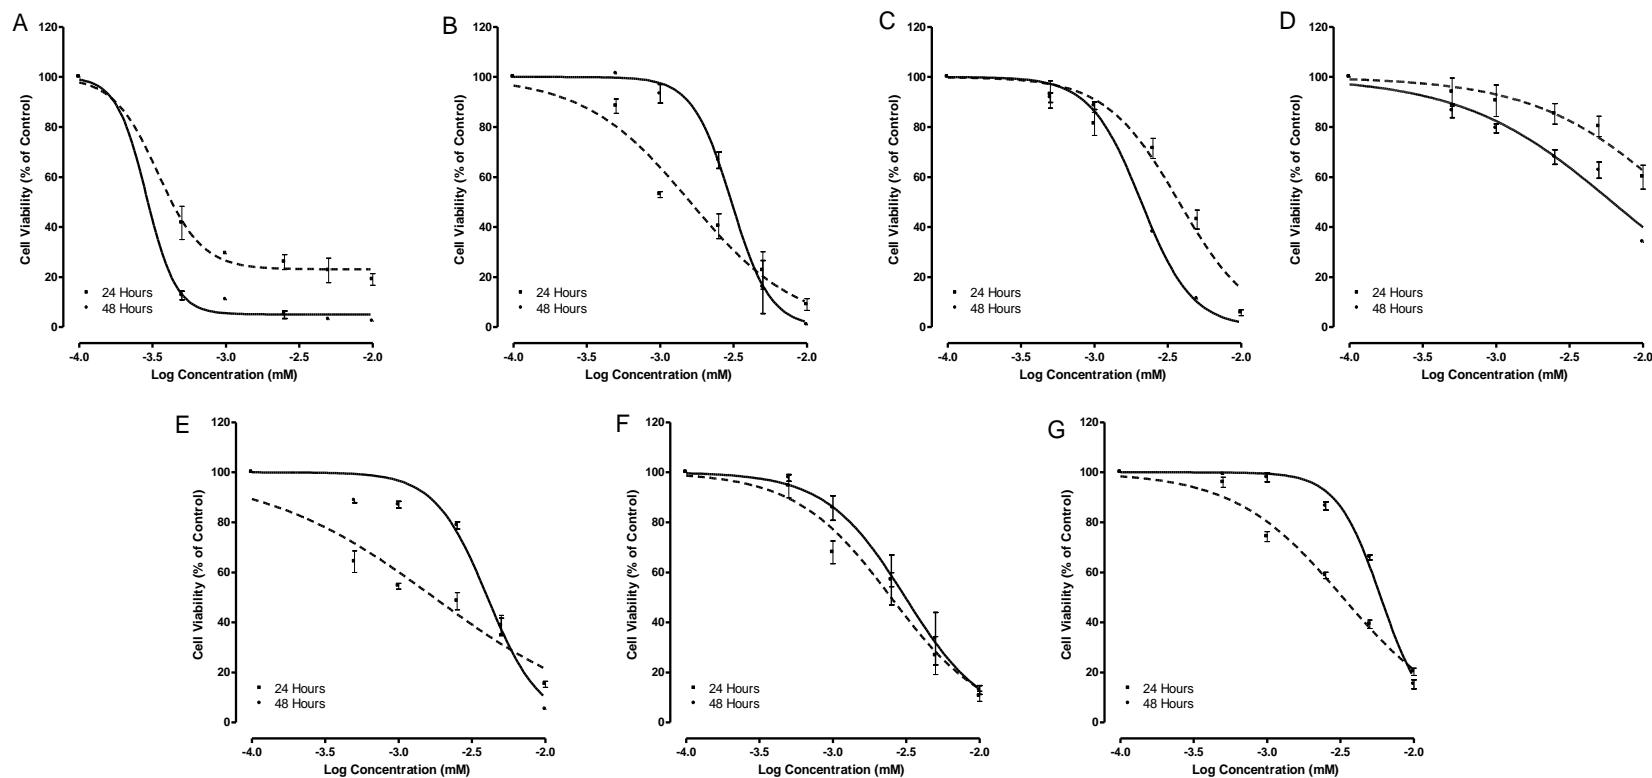 A
Cell Viability (% of Control)
120
100
80
60
40
20
0
24 Hours
48 Hours
-4.0 -3.5 -3.0 -2.5 -2.0
Log Concentration (mM)
B
Cell Viability (% of Control)
120
100
80
60
40
20
0
24 Hours
48 Hours
-4.0 -3.5 -3.0 -2.5 -2.0
Log Concentration (mM)
C
Cell Viability (% of Control)
120
100
80
60
40
20
0
24 Hours
48 Hours
-4.0 -3.5 -3.0 -2.5 -2.0
Log Concentration (mM)
D
Cell Viability (% of Control)
120
100
80
60
40
20
0
24 Hours
48 Hours
-4.0 -3.5 -3.0 -2.5 -2.0
Log Concentration (mM)
E
Cell Viability (% of Control)
120
100
80
60
40
20
0
24 Hours
48 Hours
-4.0 -3.5 -3.0 -2.5 -2.0
Log Concentration (mM)
F
Cell Viability (% of Control)
120
100
80
60
40
20
0
24 Hours
48 Hours
-4.0 -3.5 -3.0 -2.5 -2.0
Log Concentration (mM)
G
Cell Viability (% of Control)
120
100
80
60
40
20
0
24 Hours
48 Hours
-4.0 -3.5 -3.0 -2.5 -2.0
Log Concentration (mM)